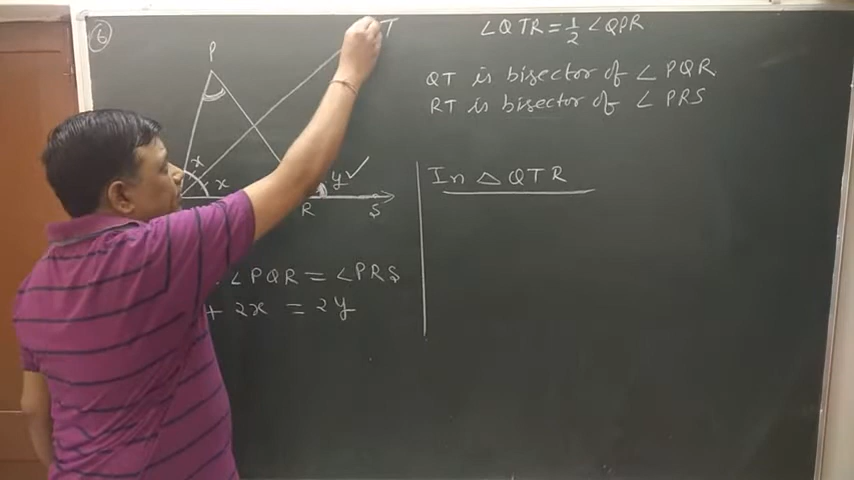 6
∠QTR = 1/2 ∠QPR
QT is bisector of ∠PQR
RT is bisector of ∠PRS
P
T
x
x
y ✓
R
S
In △QTR
∠PQR = ∠PRS
+ 2x = 2y